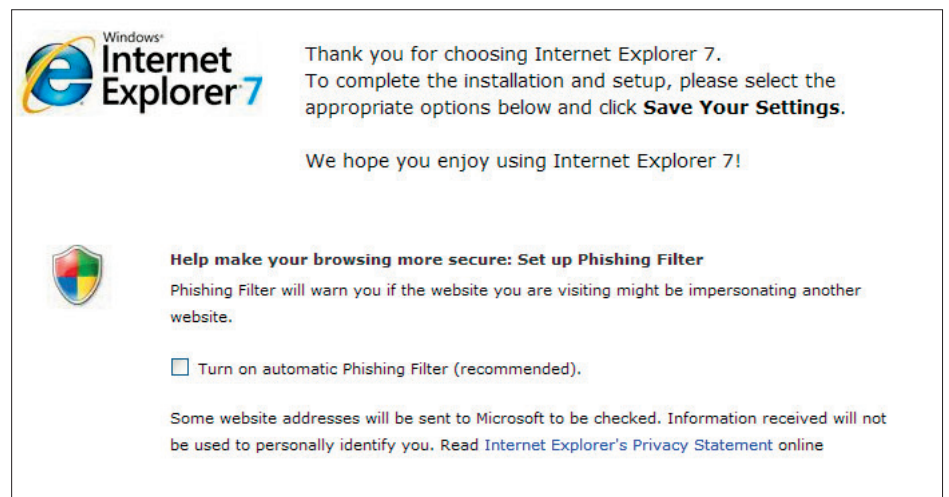 Windows®
Internet
Explorer 7
Thank you for choosing Internet Explorer 7.
To complete the installation and setup, please select the
appropriate options below and click Save Your Settings.
We hope you enjoy using Internet Explorer 7!
Help make your browsing more secure: Set up Phishing Filter
Phishing Filter will warn you if the website you are visiting might be impersonating another
website.
Turn on automatic Phishing Filter (recommended).
Some website addresses will be sent to Microsoft to be checked. Information received will not
be used to personally identify you. Read Internet Explorer's Privacy Statement online